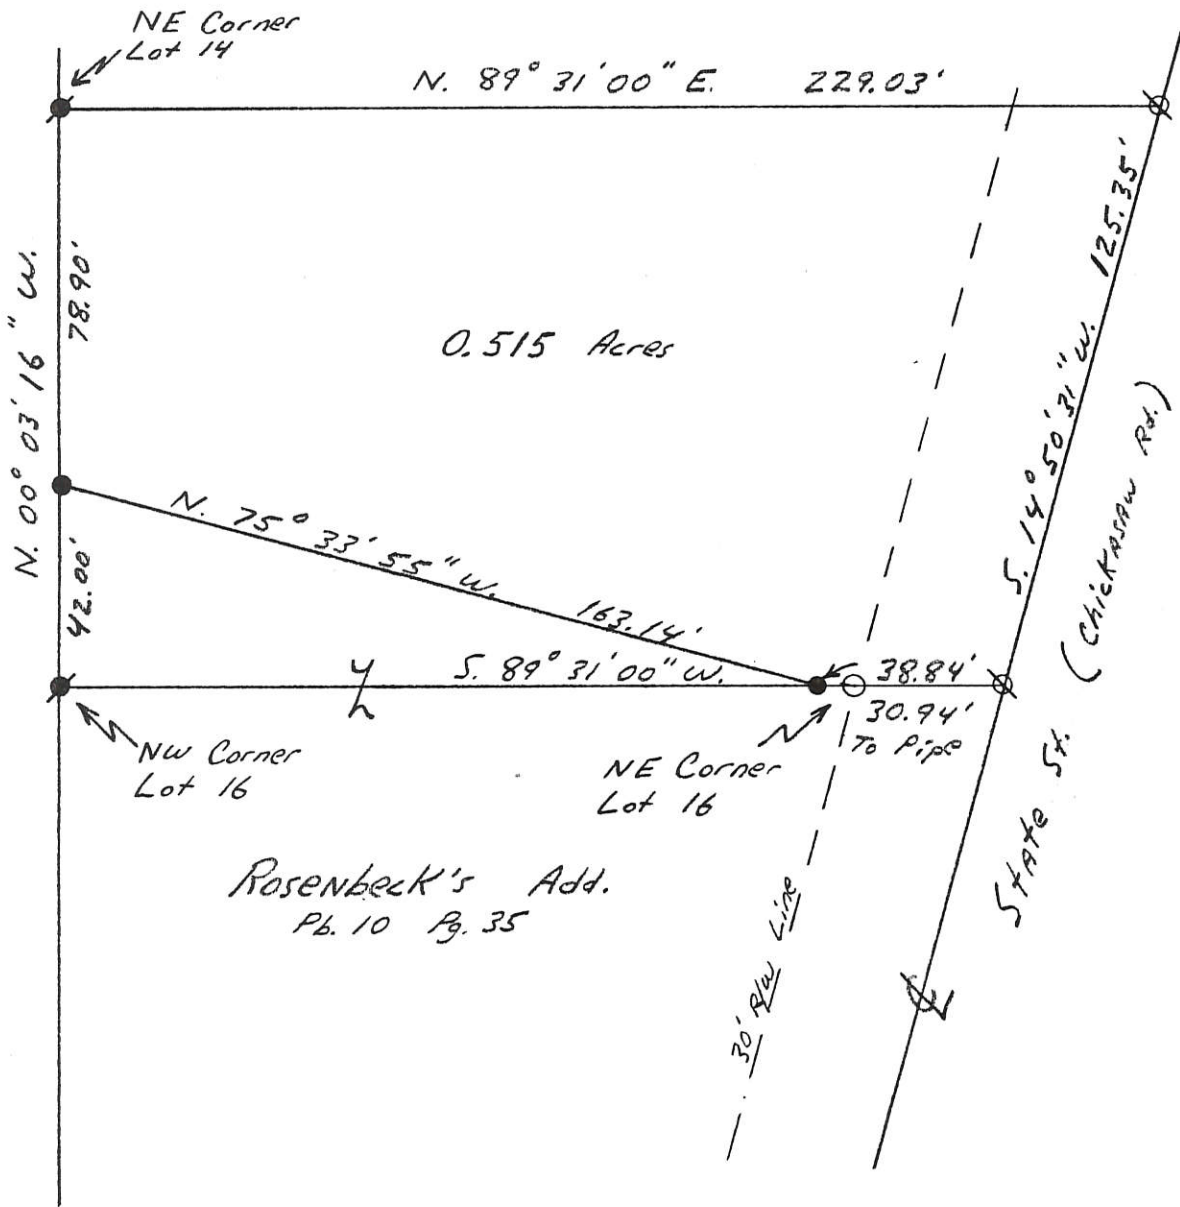 NE Corner
Lot 14
N. 89° 31' 00" E. 229.03'
N. 00° 03' 16" W.
78.90'
125.35'
S. 14° 50' 31" W.
0.515 Acres
(Chickasaw Rd.)
N. 75° 33' 55" W. 163.14'
42.00'
S. 89° 31' 00" W. 38.84'
30.94'
To Pipe
NW Corner
Lot 16
NE Corner
Lot 16
State St.
Rosenbeck's Add.
Pb. 10 Pg. 35
30' R/W Line